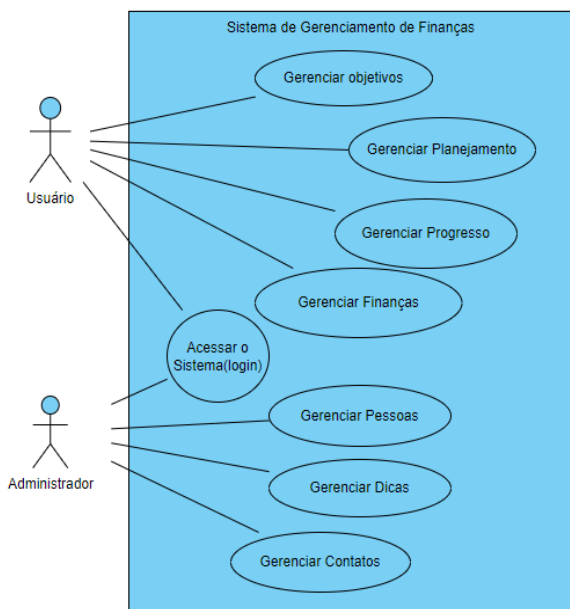 Sistema de Gerenciamento de Finanças
Gerenciar objetivos
Gerenciar Planejamento
Usuário
Gerenciar Progresso
Gerenciar Finanças
Acessar o
Sistema(login)
Gerenciar Pessoas
Administrador
Gerenciar Dicas
Gerenciar Contatos